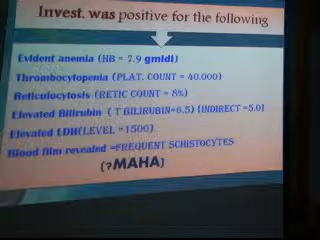 Invest. was positive for the following
Evident anemia (HB = 7.9 gmldl)
Thrombocytopenia (PLAT. COUNT = 40.000)
Reticulocytosis (RETIC COUNT = 8%)
Elevated Bilirubin ( T BILIRUBIN=6.5) [INDIRECT =5.0]
Elevated LDH(LEVEL =1500)
Blood film revealed =FREQUENT SCHISTOCYTES
(?MAHA)